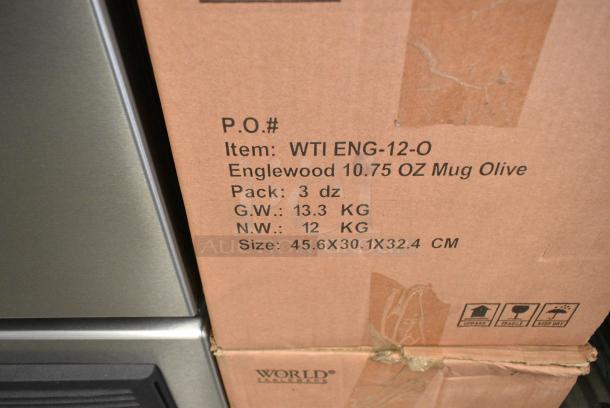 P.O.#
Item: WTI ENG-12-O
Englewood 10.75 OZ Mug Olive
Pack: 3 dz
G.W.: 13.3 KG
N.W.: 12 KG
Size: 45.6X30.1X32.4 CM
UPWARD FRAGILE KEEP DRY
WORLD®
TABLEWARE